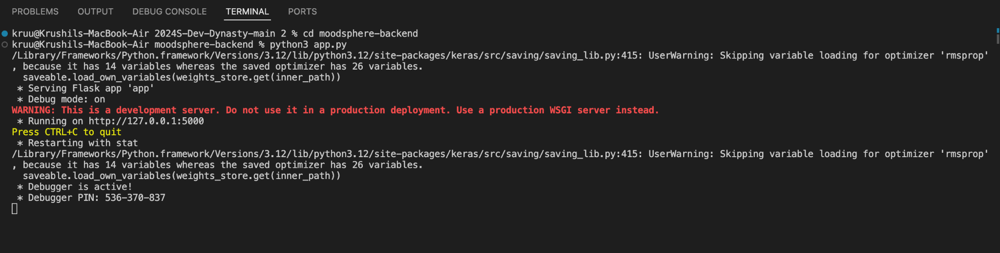 PROBLEMS OUTPUT DEBUG CONSOLE TERMINAL PORTS
kruu@Krushils-MacBook-Air 2024S-Dev-Dynasty-main 2 % cd moodsphere-backend
kruu@Krushils-MacBook-Air moodsphere-backend % python3 app.py
/Library/Frameworks/Python.framework/Versions/3.12/lib/python3.12/site-packages/keras/src/saving/saving_lib.py:415: UserWarning: Skipping variable loading for optimizer 'rmsprop'
, because it has 14 variables whereas the saved optimizer has 26 variables.
  saveable.load_own_variables(weights_store.get(inner_path))
 * Serving Flask app 'app'
 * Debug mode: on
WARNING: This is a development server. Do not use it in a production deployment. Use a production WSGI server instead.
 * Running on http://127.0.0.1:5000
Press CTRL+C to quit
 * Restarting with stat
/Library/Frameworks/Python.framework/Versions/3.12/lib/python3.12/site-packages/keras/src/saving/saving_lib.py:415: UserWarning: Skipping variable loading for optimizer 'rmsprop'
, because it has 14 variables whereas the saved optimizer has 26 variables.
  saveable.load_own_variables(weights_store.get(inner_path))
 * Debugger is active!
 * Debugger PIN: 536-370-837